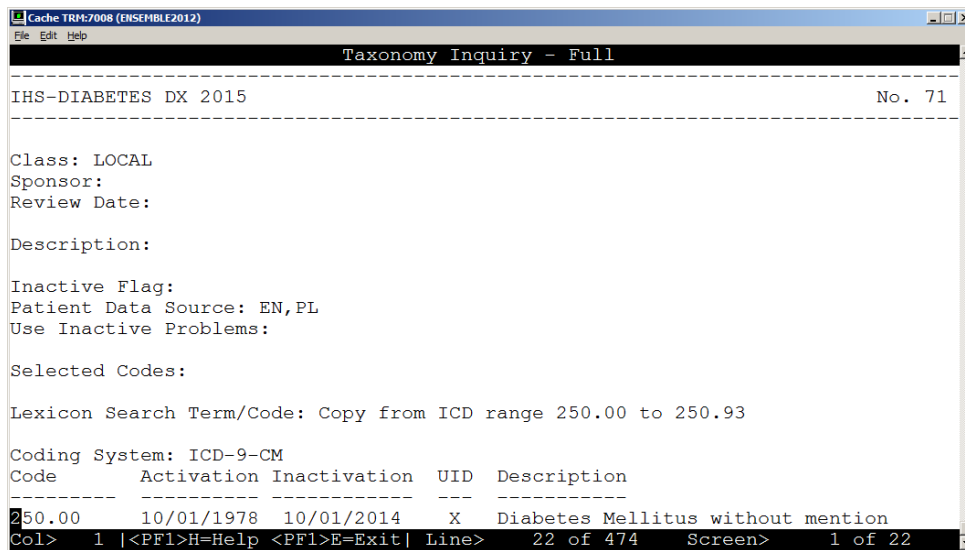 Cache TRM:7008 (ENSEMBLE2012)
File Edit Help
Taxonomy Inquiry - Full
--------------------------------------------------------------------------------
IHS-DIABETES DX 2015 No. 71
--------------------------------------------------------------------------------
Class: LOCAL
Sponsor:
Review Date:
Description:
Inactive Flag:
Patient Data Source: EN,PL
Use Inactive Problems:
Selected Codes:
Lexicon Search Term/Code: Copy from ICD range 250.00 to 250.93
Coding System: ICD-9-CM
Code Activation Inactivation UID Description
--------- ---------- ------------ --- -----------
250.00 10/01/1978 10/01/2014 X Diabetes Mellitus without mention
Col> 1 |<PF1>H=Help <PF1>E=Exit| Line> 22 of 474 Screen> 1 of 22